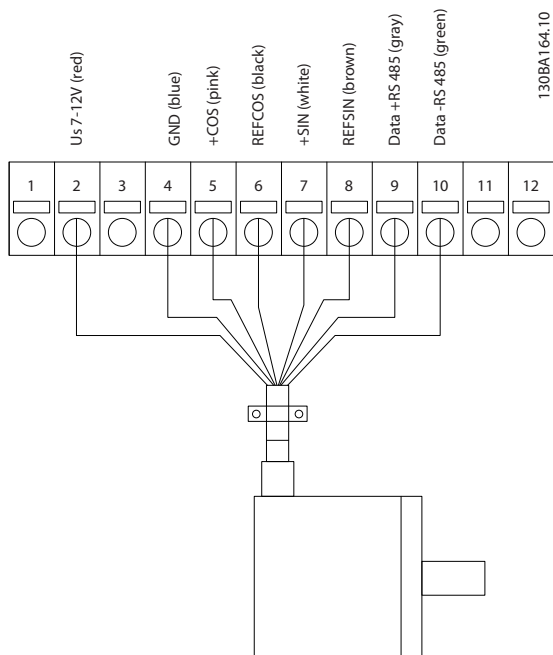 Us 7-12V (red)
GND (blue)
+COS (pink)
REFCOS (black)
+SIN (white)
REFSIN (brown)
Data +RS 485 (gray)
Data -RS 485 (green)
130BA164.10
1 2 3 4 5 6 7 8 9 10 11 12